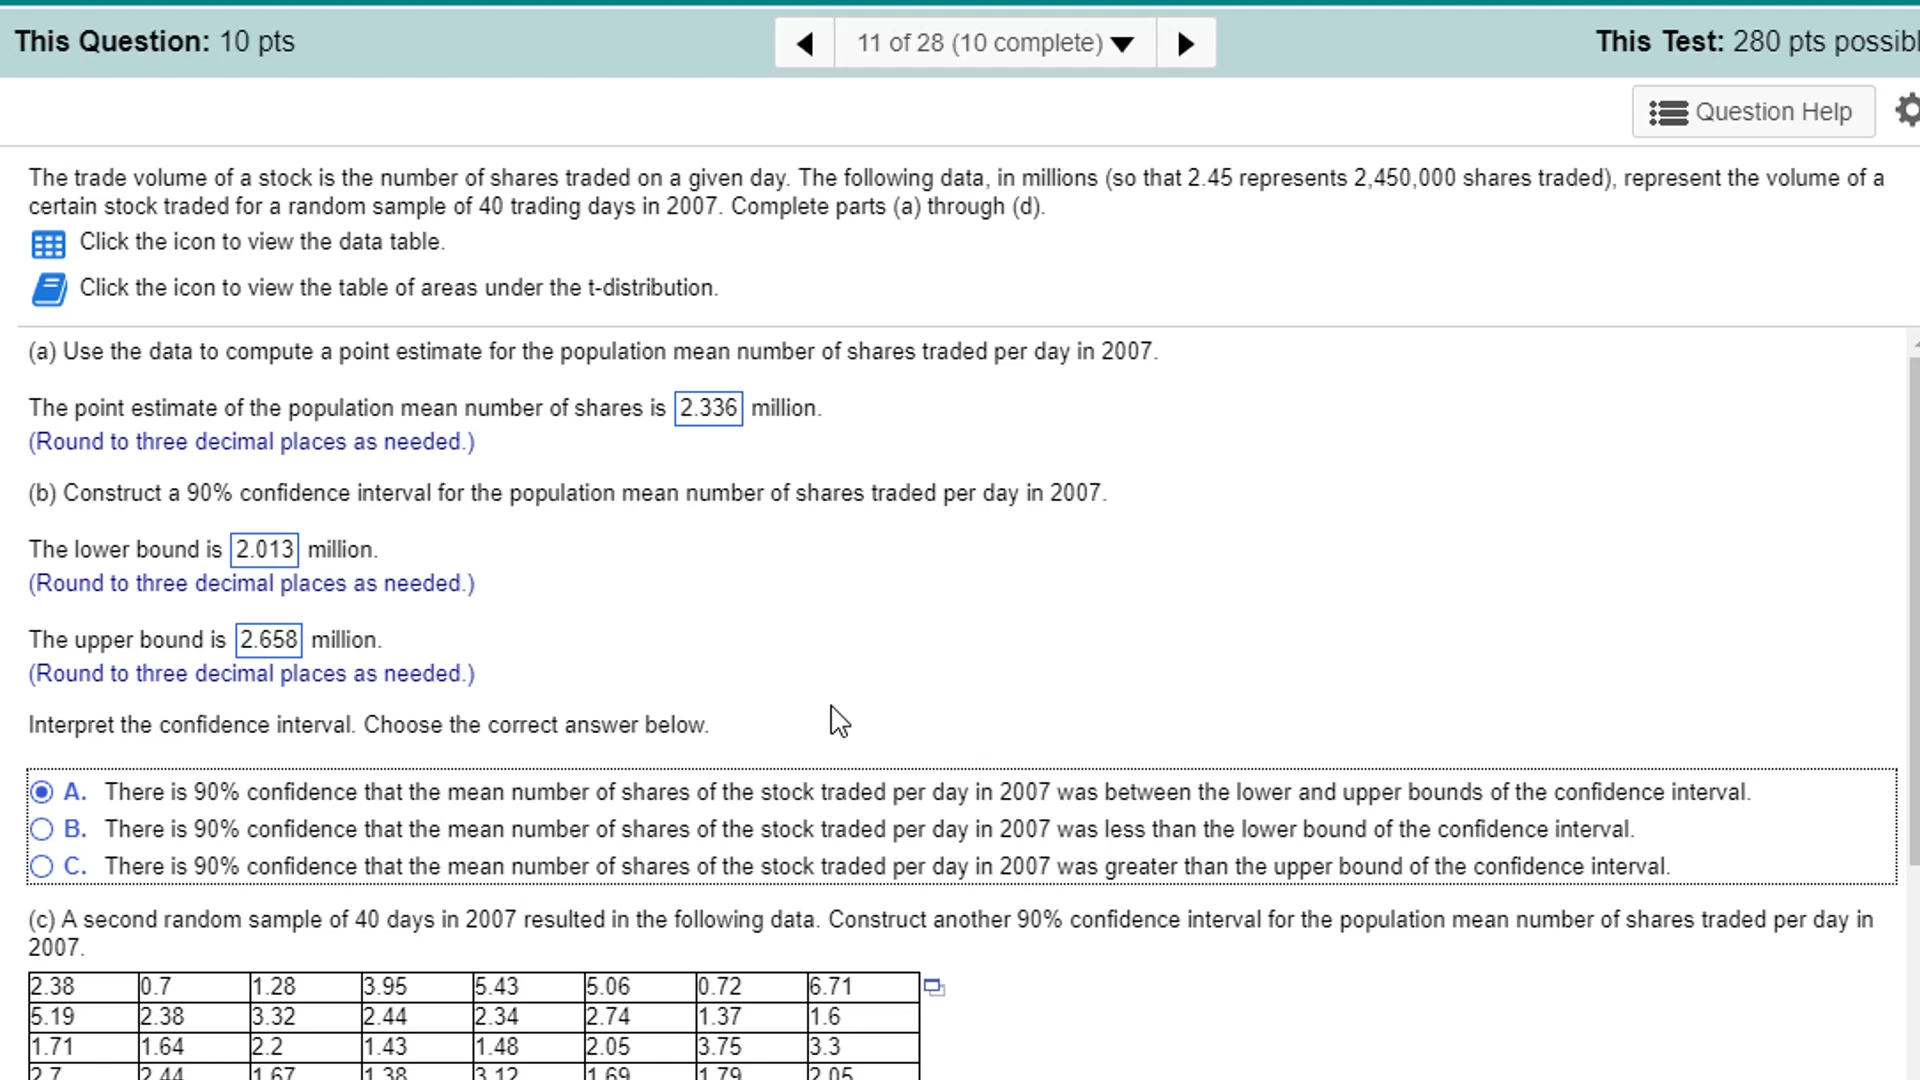 This Question: 10 pts
11 of 28 (10 complete)
This Test: 280 pts possibl
Question Help
The trade volume of a stock is the number of shares traded on a given day. The following data, in millions (so that 2.45 represents 2,450,000 shares traded), represent the volume of a
certain stock traded for a random sample of 40 trading days in 2007. Complete parts (a) through (d).
Click the icon to view the data table.
Click the icon to view the table of areas under the t-distribution.
(a) Use the data to compute a point estimate for the population mean number of shares traded per day in 2007.
The point estimate of the population mean number of shares is 2.336 million.
(Round to three decimal places as needed.)
(b) Construct a 90% confidence interval for the population mean number of shares traded per day in 2007.
The lower bound is 2.013 million.
(Round to three decimal places as needed.)
The upper bound is 2.658 million.
(Round to three decimal places as needed.)
Interpret the confidence interval. Choose the correct answer below.
A. There is 90% confidence that the mean number of shares of the stock traded per day in 2007 was between the lower and upper bounds of the confidence interval.
B. There is 90% confidence that the mean number of shares of the stock traded per day in 2007 was less than the lower bound of the confidence interval.
C. There is 90% confidence that the mean number of shares of the stock traded per day in 2007 was greater than the upper bound of the confidence interval.
(c) A second random sample of 40 days in 2007 resulted in the following data. Construct another 90% confidence interval for the population mean number of shares traded per day in
2007.
2.38 0.7 1.28 3.95 5.43 5.06 0.72 6.71
5.19 2.38 3.32 2.44 2.34 2.74 1.37 1.6
1.71 1.64 2.2 1.43 1.48 2.05 3.75 3.3
2.7 2.44 1.67 1.38 3.12 1.69 1.79 2.05